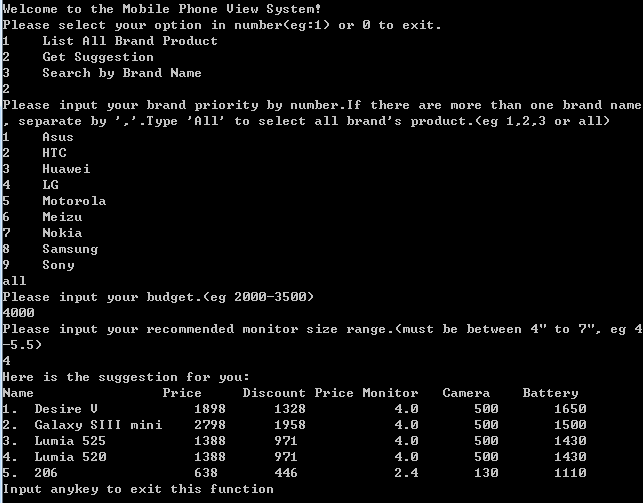 Welcome to the Mobile Phone View System!
Please select your option in number(eg:1) or 0 to exit.
1 List All Brand Product
2 Get Suggestion
3 Search by Brand Name
2
Please input your brand priority by number.If there are more than one brand name
, separate by ','.Type 'All' to select all brand's product.(eg 1,2,3 or all)
1 Asus
2 HTC
3 Huawei
4 LG
5 Motorola
6 Meizu
7 Nokia
8 Samsung
9 Sony
all
Please input your budget.(eg 2000-3500)
4000
Please input your recommended monitor size range.(must be between 4" to 7", eg 4
-5.5)
4
Here is the suggestion for you:
Name Price Discount Price Monitor Camera Battery
1. Desire V 1898 1328 4.0 500 1650
2. Galaxy SIII mini 2798 1958 4.0 500 1500
3. Lumia 525 1388 971 4.0 500 1430
4. Lumia 520 1388 971 4.0 500 1430
5. 206 638 446 2.4 130 1110
Input anykey to exit this function